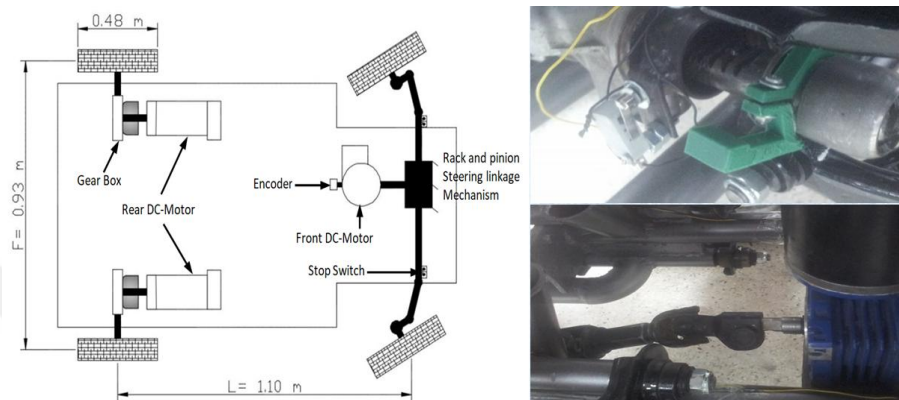 0.48 m
F= 0.93 m
Gear Box
Rear DC-Motor
Encoder
Front DC-Motor
Stop Switch
Rack and pinion
Steering linkage
Mechanism
L= 1.10 m